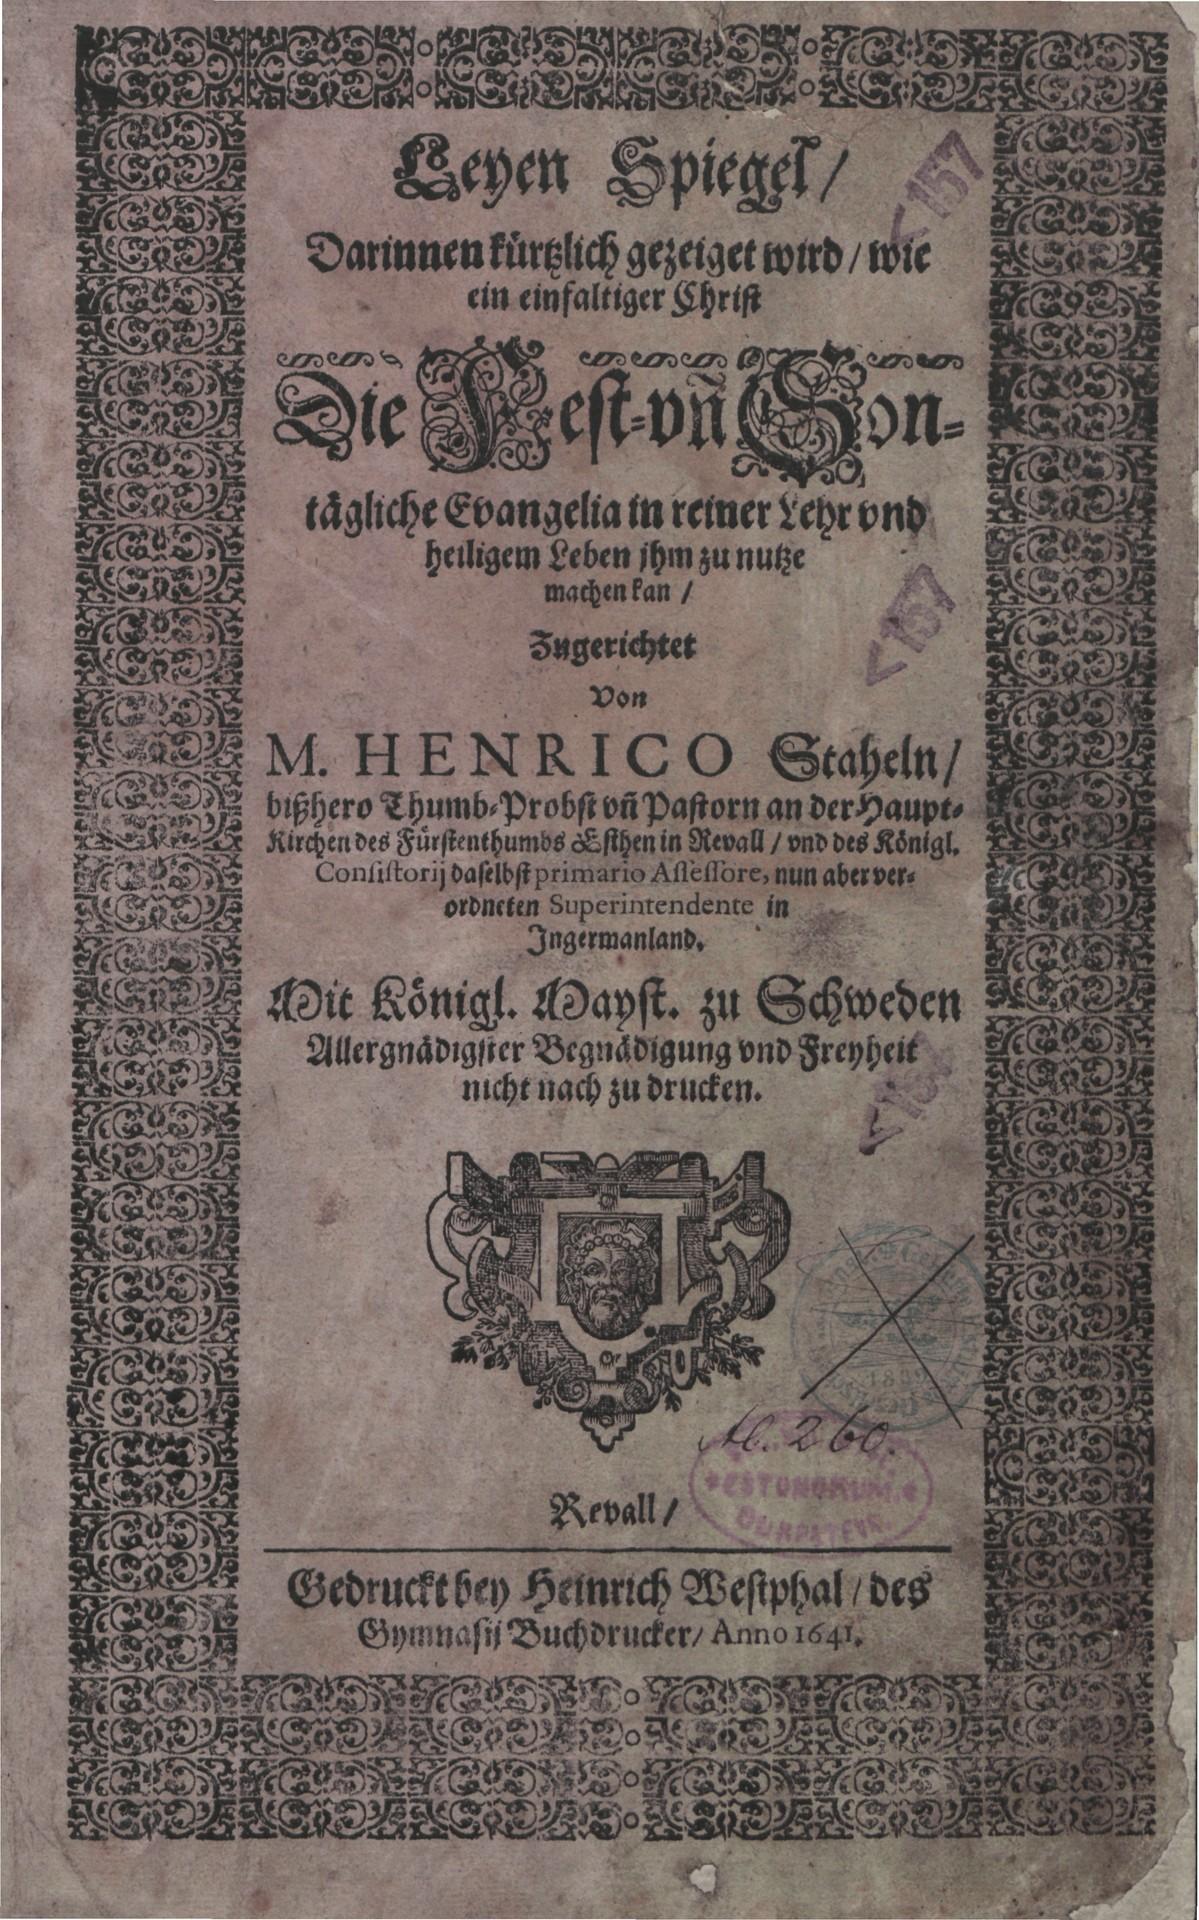 Leyen Spiegel /
Darinnen kürtzlich gezeiget wird / wie
ein einfaltiger Christ
Die Fest- vñ Son-
tägliche Evangelia in reiner Lehr vnd
heiligem Leben jhm zu nutze
machen kan /
Zugerichtet
Von
M. HENRICO Staheln /
bißhero Thumb-Probst vñ Pastorn an der Haupt-
Kirchen des Fürstenthumbs Esthen in Revall / vnd des Königl.
Consistorij daselbst primario Assessore, nun aber ver-
ordneten Superintendente in
Jngermanland.
Mit Königl. Mayst. zu Schweden
Allergnädigster Begnädigung vnd Freyheit
nicht nach zu drucken.
Revall /
Gedruckt bey Heinrich Westphal / des
Gymnasij Buchdrucker / Anno 1641.
<157
<157
<157
260.
ESTONORUM